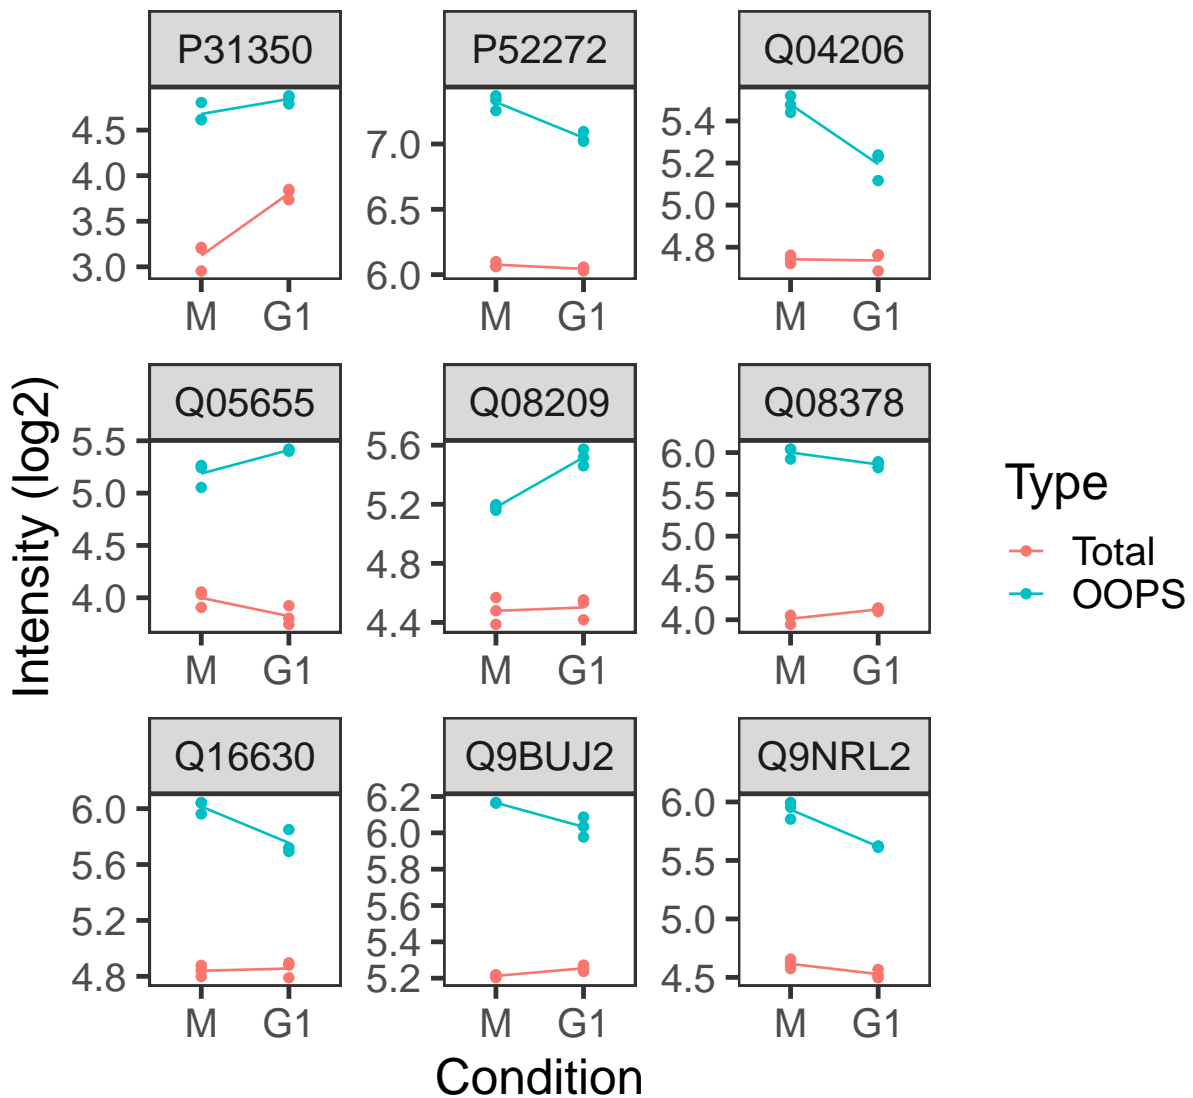 P31350 P52272 Q04206
4.5 4.0 3.5 3.0
7.0 6.5 6.0
5.4 5.2 5.0 4.8
M G1 M G1 M G1
Q05655 Q08209 Q08378
5.5 5.0 4.5 4.0
5.6 5.2 4.8 4.4
6.0 5.5 5.0 4.5 4.0
M G1 M G1 M G1
Q16630 Q9BUJ2 Q9NRL2
6.0 5.6 5.2 4.8
6.2 6.0 5.8 5.6 5.4 5.2
6.0 5.5 5.0 4.5
M G1 M G1 M G1
Intensity (log2)
Condition
Type
Total
OOPS